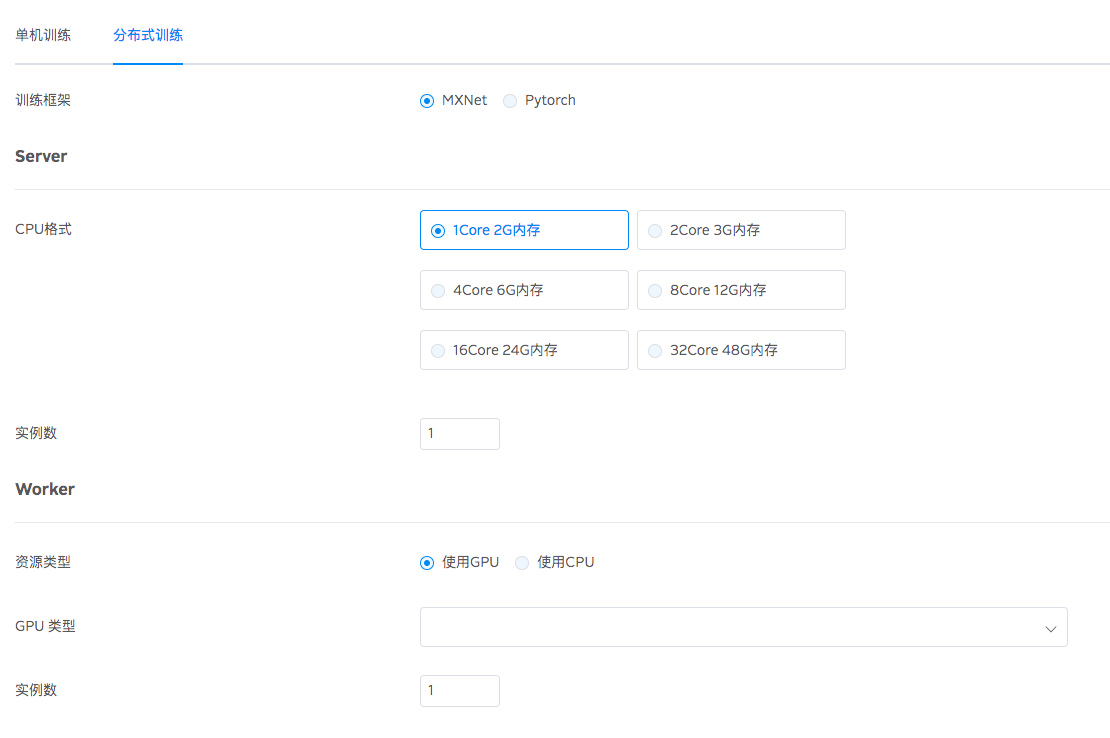 单机训练 分布式训练
训练框架 MXNet Pytorch
Server
CPU格式 1Core 2G内存 2Core 3G内存
4Core 6G内存 8Core 12G内存
16Core 24G内存 32Core 48G内存
实例数 1
Worker
资源类型 使用GPU 使用CPU
GPU 类型
实例数 1